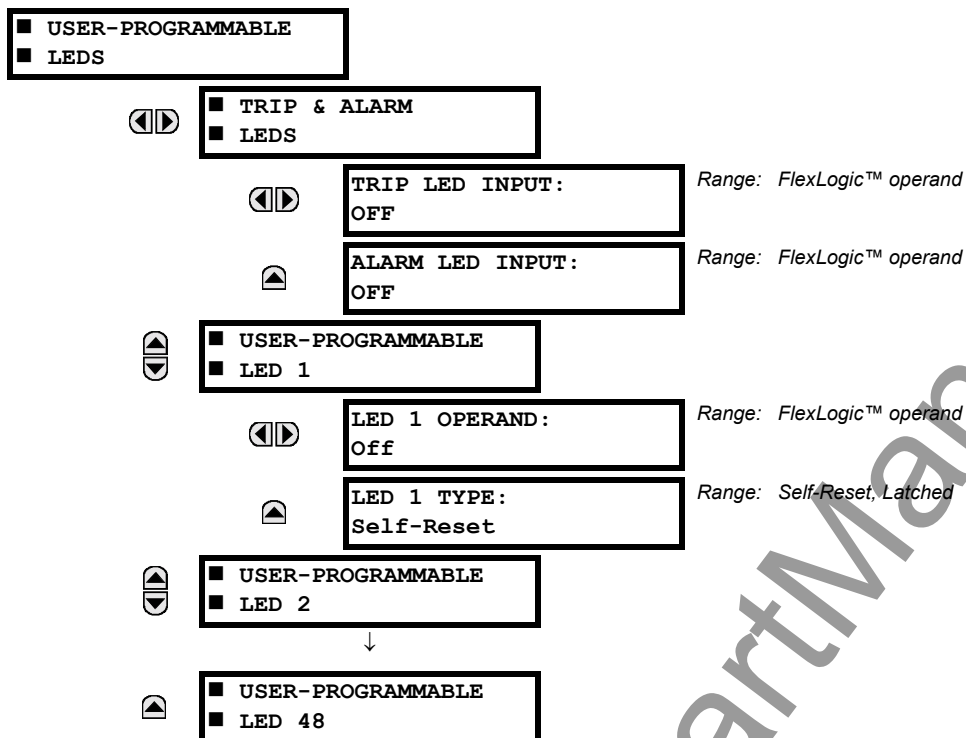 ■ USER-PROGRAMMABLE
■ LEDS
■ TRIP & ALARM
■ LEDS
TRIP LED INPUT:
OFF
Range: FlexLogic™ operand
ALARM LED INPUT:
OFF
Range: FlexLogic™ operand
■ USER-PROGRAMMABLE
■ LED 1
LED 1 OPERAND:
Off
Range: FlexLogic™ operand
LED 1 TYPE:
Self-Reset
Range: Self-Reset, Latched
■ USER-PROGRAMMABLE
■ LED 2
↓
■ USER-PROGRAMMABLE
■ LED 48
artMa